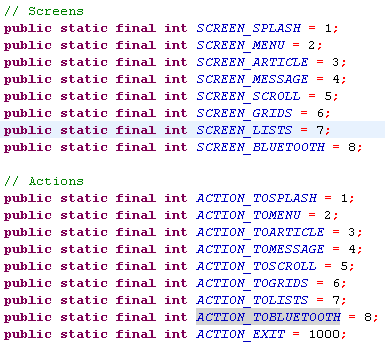 // Screens
public static final int SCREEN_SPLASH = 1;
public static final int SCREEN_MENU = 2;
public static final int SCREEN_ARTICLE = 3;
public static final int SCREEN_MESSAGE = 4;
public static final int SCREEN_SCROLL = 5;
public static final int SCREEN_GRIDS = 6;
public static final int SCREEN_LISTS = 7;
public static final int SCREEN_BLUETOOTH = 8;
// Actions
public static final int ACTION_TOSPLASH = 1;
public static final int ACTION_TOMENU = 2;
public static final int ACTION_TOARTICLE = 3;
public static final int ACTION_TOMESSAGE = 4;
public static final int ACTION_TOSCROLL = 5;
public static final int ACTION_TOGRIDS = 6;
public static final int ACTION_TOLISTS = 7;
public static final int ACTION_TOBLUETOOTH = 8;
public static final int ACTION_EXIT = 1000;